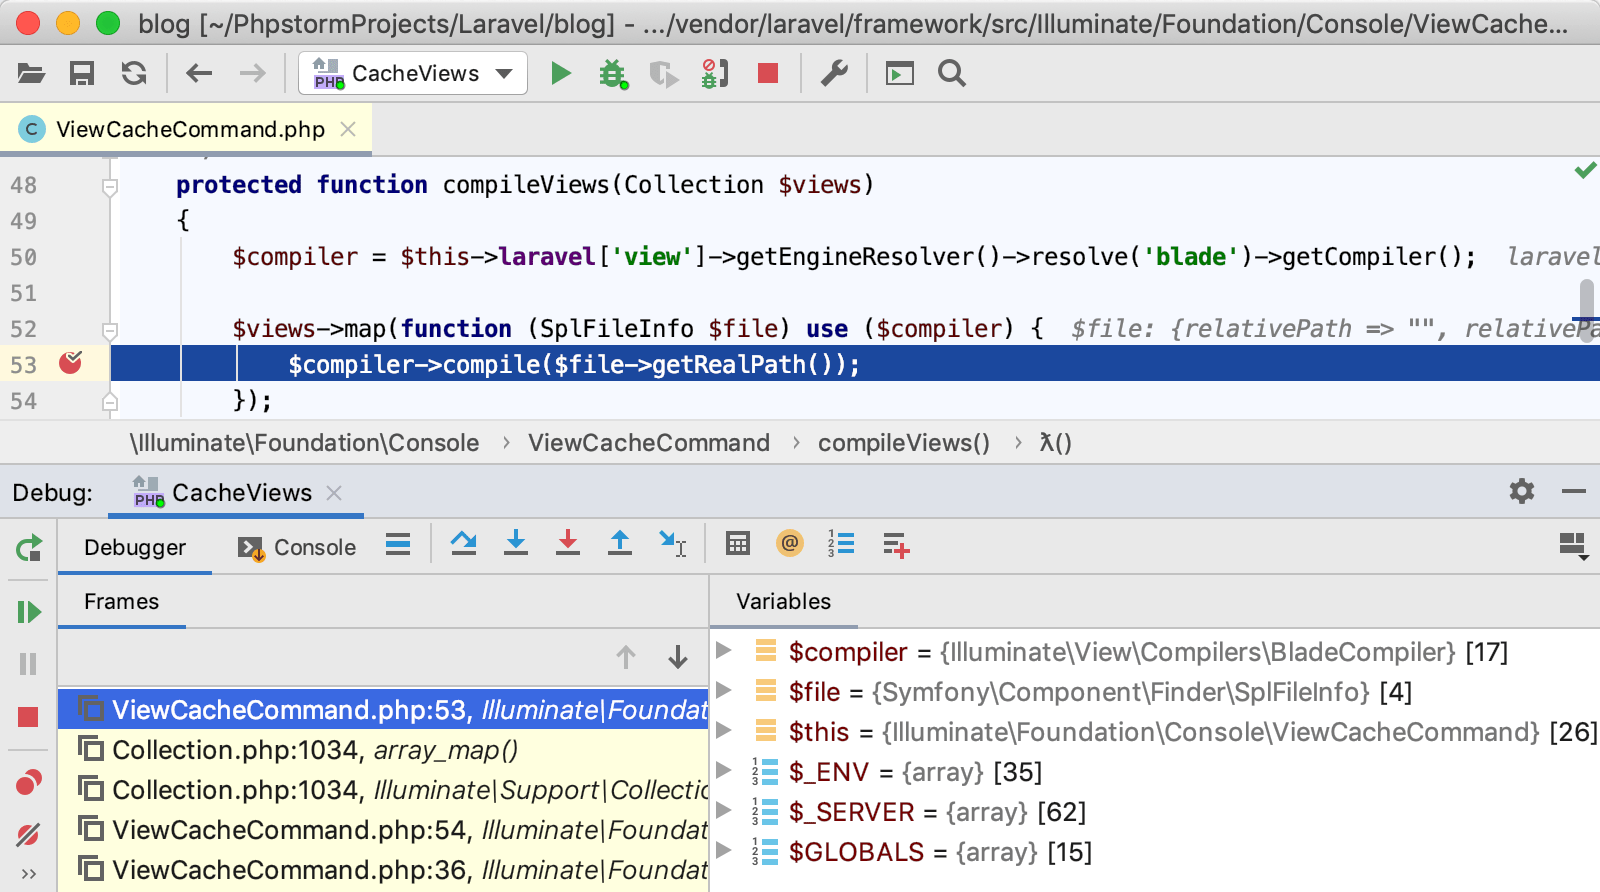 blog [~/PhpstormProjects/Laravel/blog] - .../vendor/laravel/framework/src/Illuminate/Foundation/Console/ViewCache...
PHP CacheViews
C ViewCacheCommand.php
48 protected function compileViews(Collection $views)
49 {
50 $compiler = $this->laravel['view']->getEngineResolver()->resolve('blade')->getCompiler(); laravel
51
52 $views->map(function (SplFileInfo $file) use ($compiler) { $file: {relativePath => "", relativePa
53 $compiler->compile($file->getRealPath());
54 });
\Illuminate\Foundation\Console › ViewCacheCommand › compileViews() › λ()
Debug: PHP CacheViews
Debugger Console
Frames
Variables
ViewCacheCommand.php:53, Illuminate\Foundat
Collection.php:1034, array_map()
Collection.php:1034, Illuminate\Support\Collectio
ViewCacheCommand.php:54, Illuminate\Foundat
ViewCacheCommand.php:36, Illuminate\Foundat
$compiler = {Illuminate\View\Compilers\BladeCompiler} [17]
$file = {Symfony\Component\Finder\SplFileInfo} [4]
$this = {Illuminate\Foundation\Console\ViewCacheCommand} [26]
$_ENV = {array} [35]
$_SERVER = {array} [62]
$GLOBALS = {array} [15]